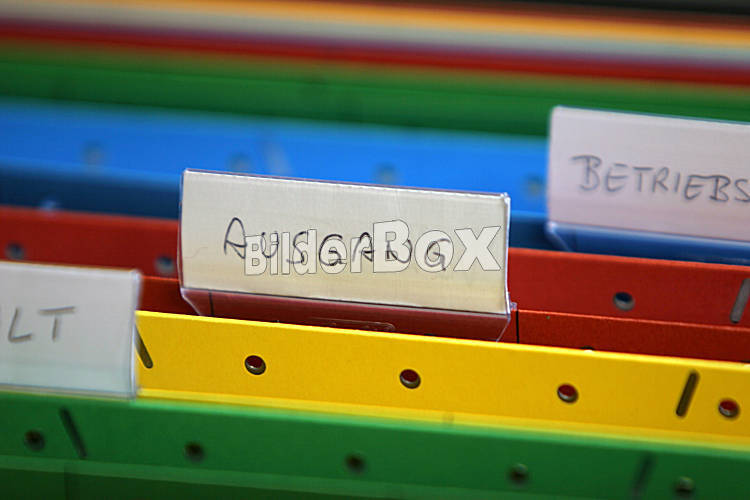 BETRIEBS
AUSGANG
BilderBox
LT